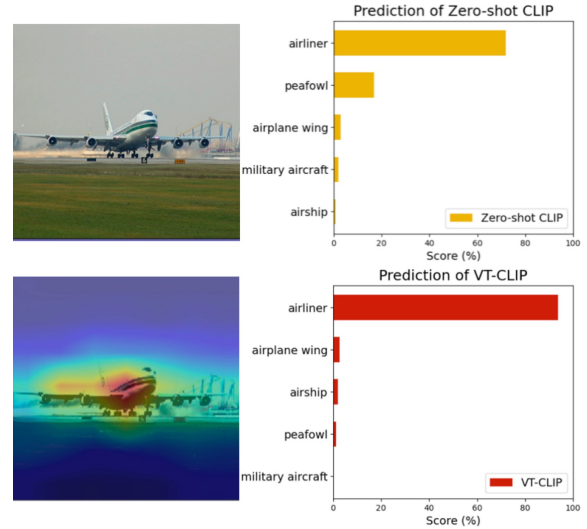 Prediction of Zero-shot CLIP
airliner
peafowl
airplane wing
military aircraft
airship
Zero-shot CLIP
0 20 40 60 80 100
Score (%)
Prediction of VT-CLIP
airliner
airplane wing
airship
peafowl
military aircraft
VT-CLIP
0 20 40 60 80 100
Score (%)